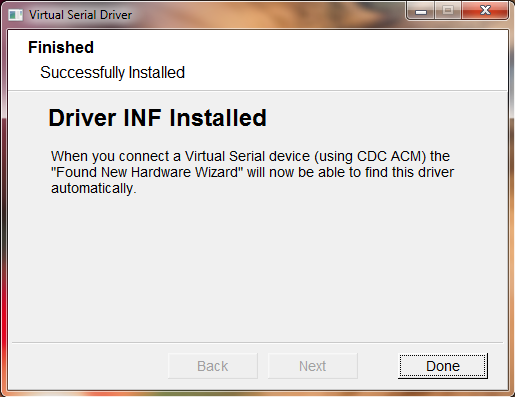 Virtual Serial Driver
Finished
Successfully Installed
Driver INF Installed
When you connect a Virtual Serial device (using CDC ACM) the
"Found New Hardware Wizard" will now be able to find this driver
automatically.
Back
Next
Done